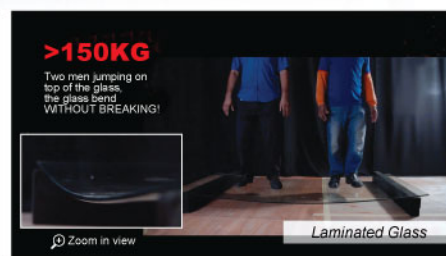 >150KG
Two men jumping on
top of the glass,
the glass bend
WITHOUT BREAKING!
Zoom in view
Laminated Glass